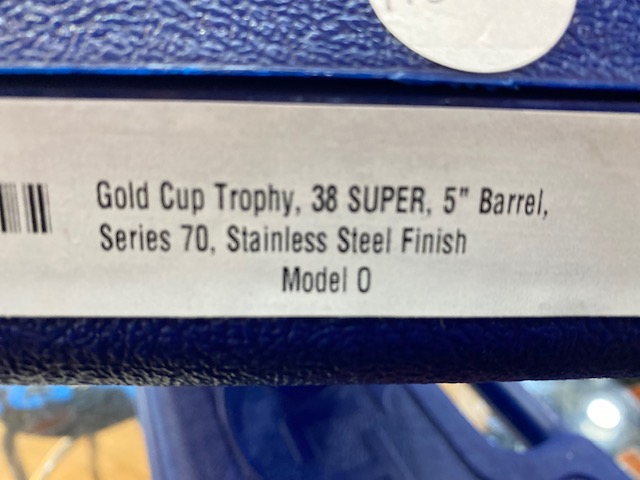 Gold Cup Trophy, 38 SUPER, 5" Barrel,
Series 70, Stainless Steel Finish
Model O